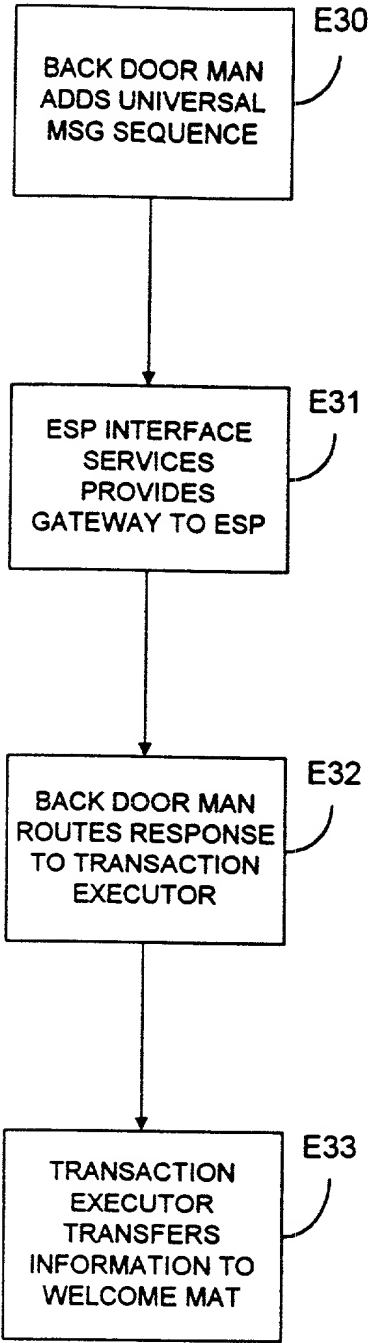 E30
BACK DOOR MAN
ADDS UNIVERSAL
MSG SEQUENCE
E31
ESP INTERFACE
SERVICES
PROVIDES
GATEWAY TO ESP
E32
BACK DOOR MAN
ROUTES RESPONSE
TO TRANSACTION
EXECUTOR
E33
TRANSACTION
EXECUTOR
TRANSFERS
INFORMATION TO
WELCOME MAT